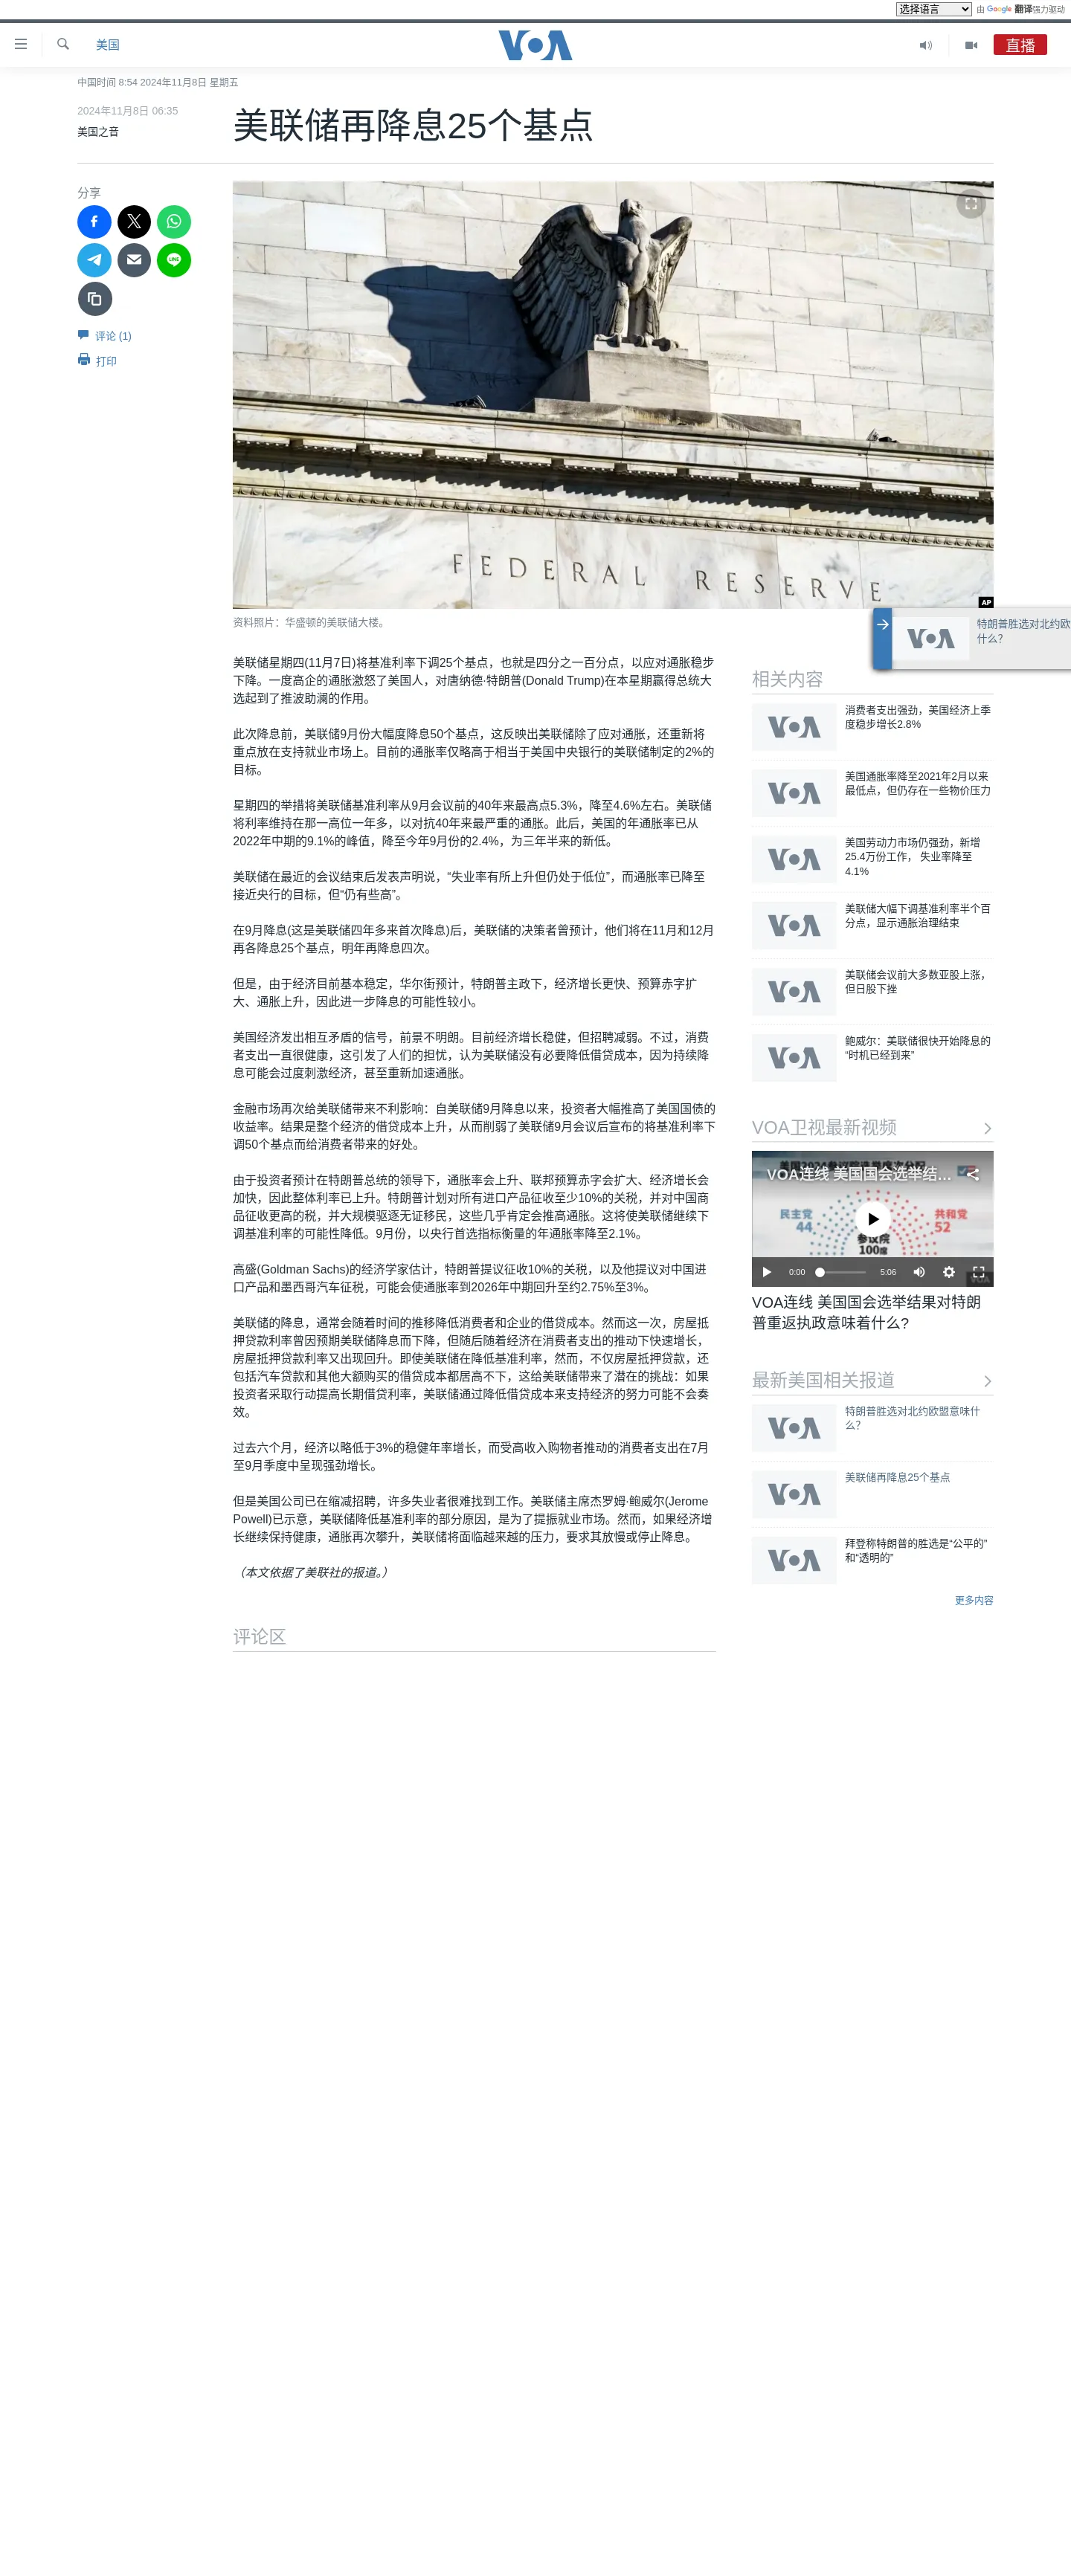 选择语言
由 Google 翻译强力驱动
美国
VOA
直播
中国时间 8:54 2024年11月8日 星期五
2024年11月8日 06:35
美国之音
美联储再降息25个基点
分享
LINE
评论 (1)
打印
FEDERAL RESERVE
AP
资料照片：华盛顿的美联储大楼。
VOA
特朗普胜选对北约欧
什么?
美联储星期四(11月7日)将基准利率下调25个基点，也就是四分之一百分点，以应对通胀稳步
下降。一度高企的通胀激怒了美国人，对唐纳德·特朗普(Donald Trump)在本星期赢得总统大
选起到了推波助澜的作用。
此次降息前，美联储9月份大幅度降息50个基点，这反映出美联储除了应对通胀，还重新将
重点放在支持就业市场上。目前的通胀率仅略高于相当于美国中央银行的美联储制定的2%的
目标。
星期四的举措将美联储基准利率从9月会议前的40年来最高点5.3%，降至4.6%左右。美联储
将利率维持在那一高位一年多，以对抗40年来最严重的通胀。此后，美国的年通胀率已从
2022年中期的9.1%的峰值，降至今年9月份的2.4%，为三年半来的新低。
美联储在最近的会议结束后发表声明说，“失业率有所上升但仍处于低位”，而通胀率已降至
接近央行的目标，但“仍有些高”。
在9月降息(这是美联储四年多来首次降息)后，美联储的决策者曾预计，他们将在11月和12月
再各降息25个基点，明年再降息四次。
但是，由于经济目前基本稳定，华尔街预计，特朗普主政下，经济增长更快、预算赤字扩
大、通胀上升，因此进一步降息的可能性较小。
美国经济发出相互矛盾的信号，前景不明朗。目前经济增长稳健，但招聘减弱。不过，消费
者支出一直很健康，这引发了人们的担忧，认为美联储没有必要降低借贷成本，因为持续降
息可能会过度刺激经济，甚至重新加速通胀。
金融市场再次给美联储带来不利影响：自美联储9月降息以来，投资者大幅推高了美国国债的
收益率。结果是整个经济的借贷成本上升，从而削弱了美联储9月会议后宣布的将基准利率下
调50个基点而给消费者带来的好处。
由于投资者预计在特朗普总统的领导下，通胀率会上升、联邦预算赤字会扩大、经济增长会
加快，因此整体利率已上升。特朗普计划对所有进口产品征收至少10%的关税，并对中国商
品征收更高的税，并大规模驱逐无证移民，这些几乎肯定会推高通胀。这将使美联储继续下
调基准利率的可能性降低。9月份，以央行首选指标衡量的年通胀率降至2.1%。
高盛(Goldman Sachs)的经济学家估计，特朗普提议征收10%的关税，以及他提议对中国进
口产品和墨西哥汽车征税，可能会使通胀率到2026年中期回升至约2.75%至3%。
美联储的降息，通常会随着时间的推移降低消费者和企业的借贷成本。然而这一次，房屋抵
押贷款利率曾因预期美联储降息而下降，但随后随着经济在消费者支出的推动下快速增长，
房屋抵押贷款利率又出现回升。即使美联储在降低基准利率，然而，不仅房屋抵押贷款，还
包括汽车贷款和其他大额购买的借贷成本都居高不下，这给美联储带来了潜在的挑战：如果
投资者采取行动提高长期借贷利率，美联储通过降低借贷成本来支持经济的努力可能不会奏
效。
过去六个月，经济以略低于3%的稳健年率增长，而受高收入购物者推动的消费者支出在7月
至9月季度中呈现强劲增长。
但是美国公司已在缩减招聘，许多失业者很难找到工作。美联储主席杰罗姆·鲍威尔(Jerome
Powell)已示意，美联储降低基准利率的部分原因，是为了提振就业市场。然而，如果经济增
长继续保持健康，通胀再次攀升，美联储将面临越来越的压力，要求其放慢或停止降息。
（本文依据了美联社的报道。）
评论区
相关内容
VOA
消费者支出强劲，美国经济上季
度稳步增长2.8%
VOA
美国通胀率降至2021年2月以来
最低点，但仍存在一些物价压力
VOA
美国劳动力市场仍强劲，新增
25.4万份工作， 失业率降至
4.1%
VOA
美联储大幅下调基准利率半个百
分点，显示通胀治理结束
VOA
美联储会议前大多数亚股上涨，
但日股下挫
VOA
鲍威尔：美联储很快开始降息的
“时机已经到来”
VOA卫视最新视频
VOA连线 美国国会选举结...
民主党
44
共和党
52
参议院
100席
0:00
5:06
VOA
VOA连线 美国国会选举结果对特朗
普重返执政意味着什么?
最新美国相关报道
VOA
特朗普胜选对北约欧盟意味什
么？
VOA
美联储再降息25个基点
VOA
拜登称特朗普的胜选是“公平的”
和“透明的”
更多内容